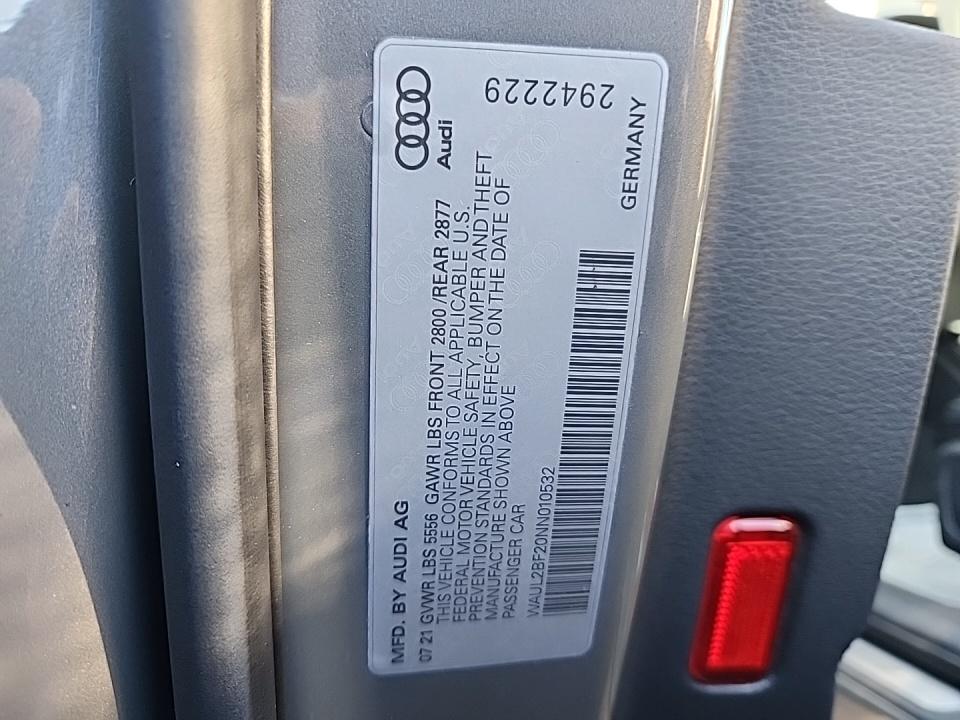 MFD. BY AUDI AG
07 21 GVWR LBS 5556 GAWR LBS FRONT 2800 /REAR 2877
THIS VEHICLE CONFORMS TO ALL APPLICABLE U.S.
FEDERAL MOTOR VEHICLE SAFETY, BUMPER AND THEFT
PREVENTION STANDARDS IN EFFECT ON THE DATE OF
MANUFACTURE SHOWN ABOVE
PASSENGER CAR
WAUL2BF20NN010532
Audi
2942229
GERMANY